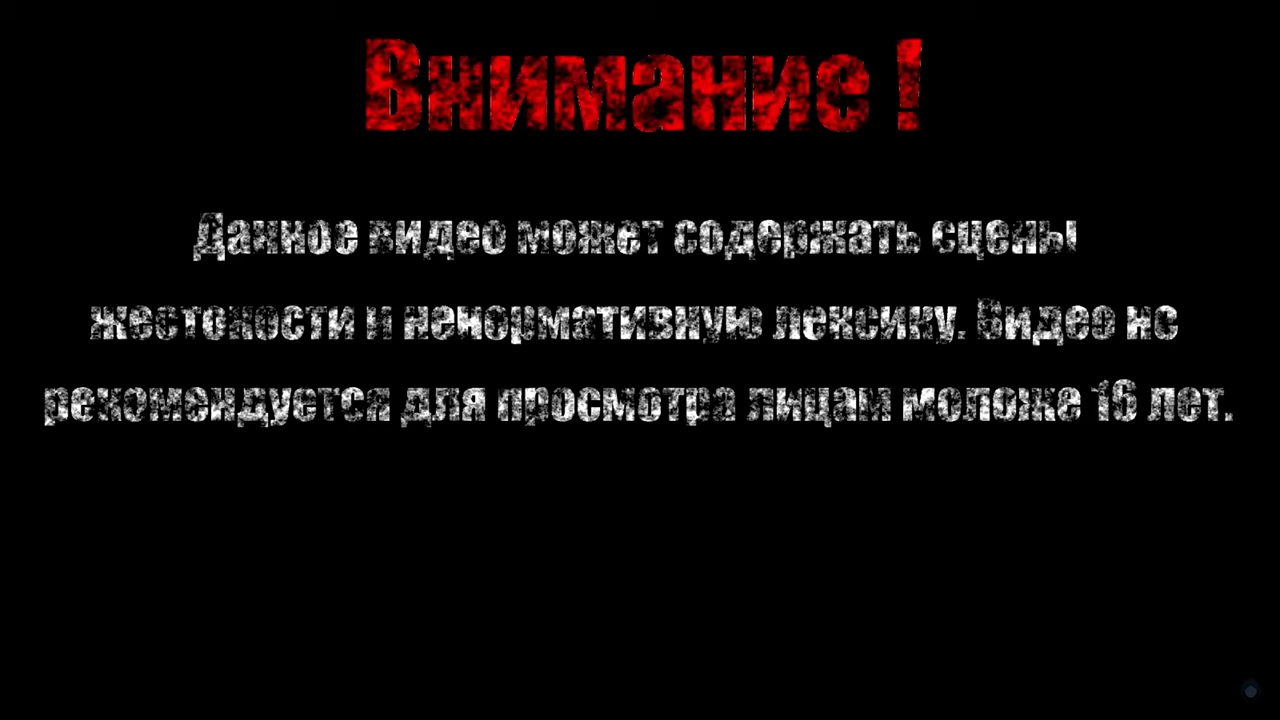 Внимание !
Данное видео может содержать сцены
жестокости и ненормативную лексику. Видео не
рекомендуется для просмотра лицам моложе 16 лет.